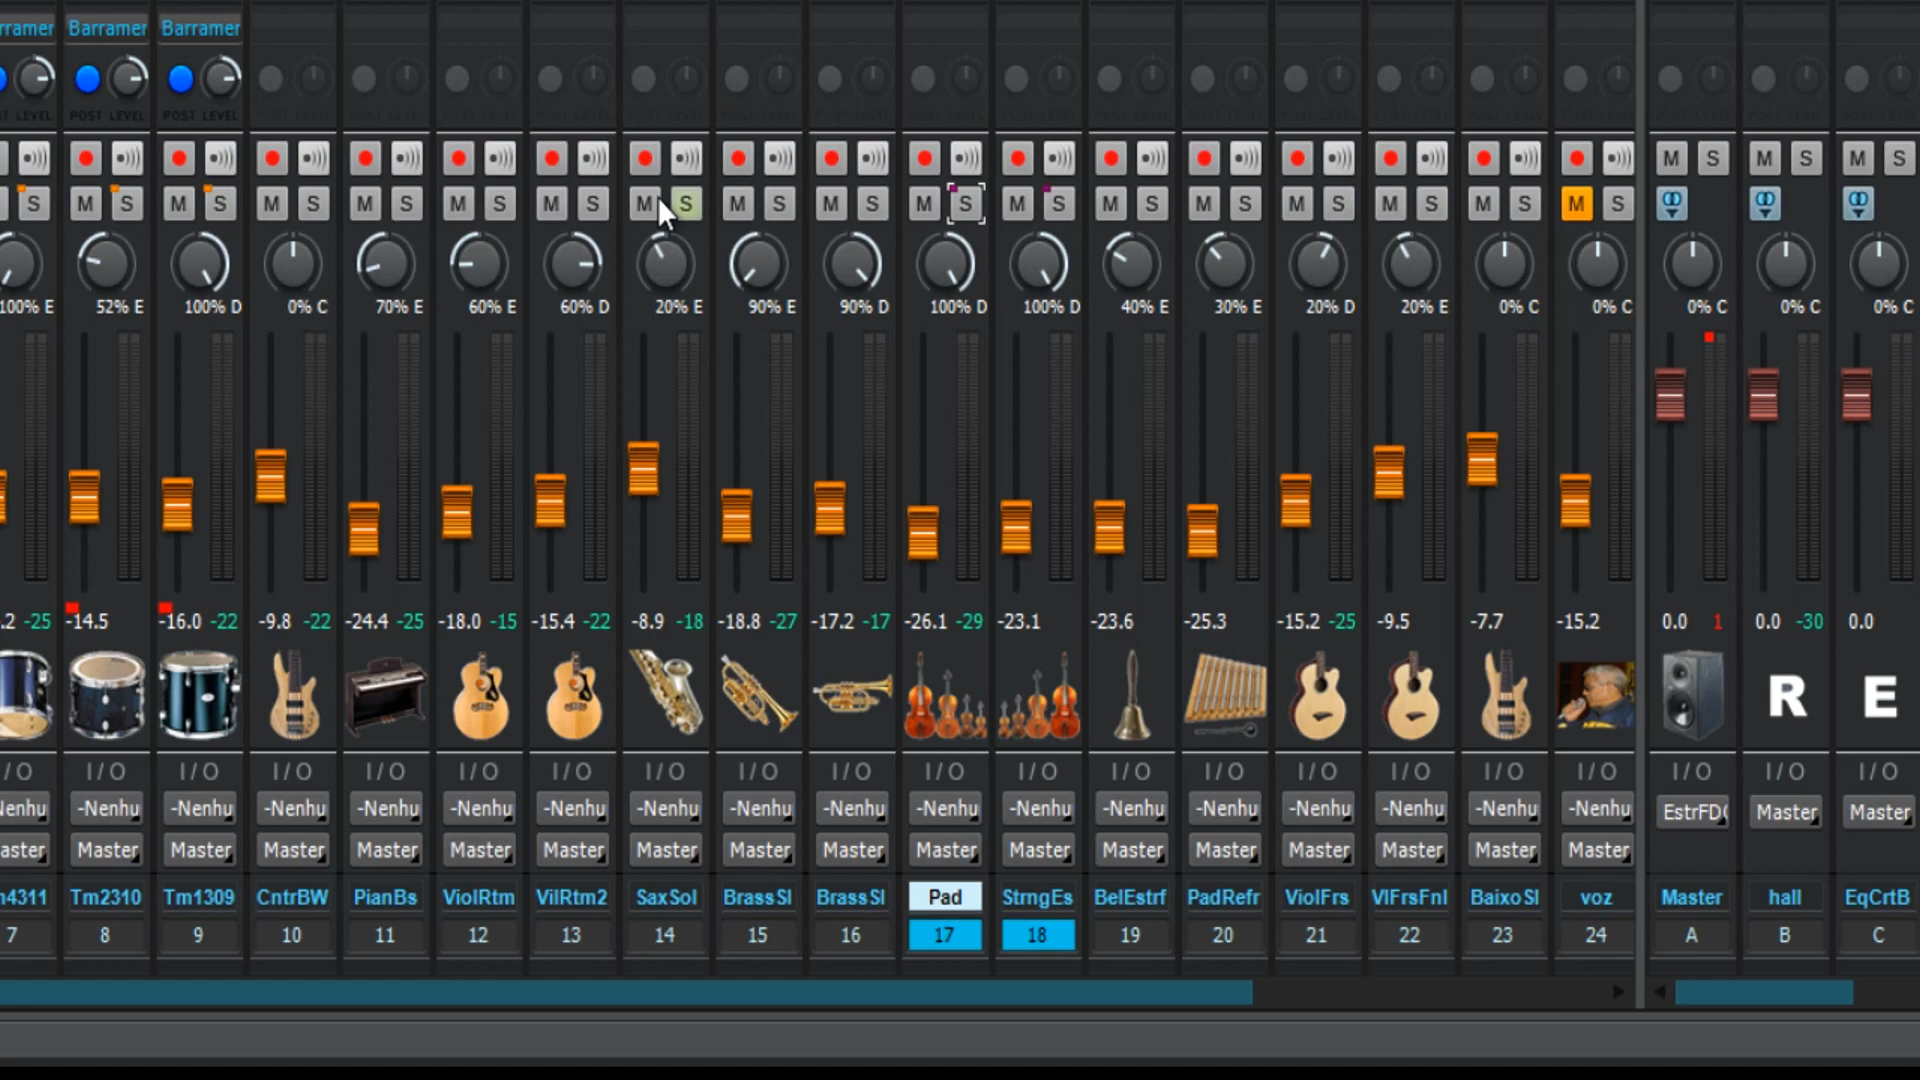 rramer Barramer Barramer
T LEVEL POST LEVEL POST LEVEL
M S M S M S
S M S M S M S M S M S M S M S M S M S M S M S M S M S M S M S M S M S
100% E 52% E 100% D 0% C 70% E 60% E 60% D 20% E 90% E 90% D 100% D 100% D 40% E 30% E 20% D 20% E 0% C 0% C 0% C 0% C 0% C
.2 -25 -14.5 -16.0 -22 -9.8 -22 -24.4 -25 -18.0 -15 -15.4 -22 -8.9 -18 -18.8 -27 -17.2 -17 -26.1 -29 -23.1 -23.6 -25.3 -15.2 -25 -9.5 -7.7 -15.2 0.0 1 0.0 -30 0.0
R E
/ O I / O I / O I / O I / O I / O I / O I / O I / O I / O I / O I / O I / O I / O I / O I / O I / O I / O I / O I / O I / O
Nenhu -Nenhu -Nenhu -Nenhu -Nenhu -Nenhu -Nenhu -Nenhu -Nenhu -Nenhu -Nenhu -Nenhu -Nenhu -Nenhu -Nenhu -Nenhu -Nenhu -Nenhu EstrFD Master Master
aster Master Master Master Master Master Master Master Master Master Master Master Master Master Master Master Master Master
n4311 Tm2310 Tm1309 CntrBW PianBs ViolRtm VilRtm2 SaxSol BrassSl BrassSl Pad StrngEs BelEstrf PadRefr ViolFrs VlFrsFnl BaixoSl voz Master hall EqCrtB
7 8 9 10 11 12 13 14 15 16 17 18 19 20 21 22 23 24 A B C